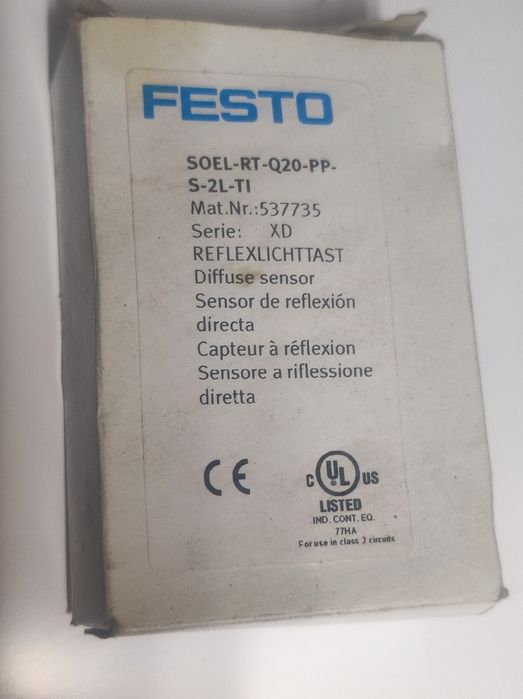 FESTO
SOEL-RT-Q20-PP-
S-2L-TI
Mat.Nr.:537735
Serie: XD
REFLEXLICHTTAST
Diffuse sensor
Sensor de reflexión
directa
Capteur à réflexion
Sensore a riflessione
diretta
CE
C UL US
®
LISTED
IND. CONT. EQ.
77HA
For use in class 2 circuits